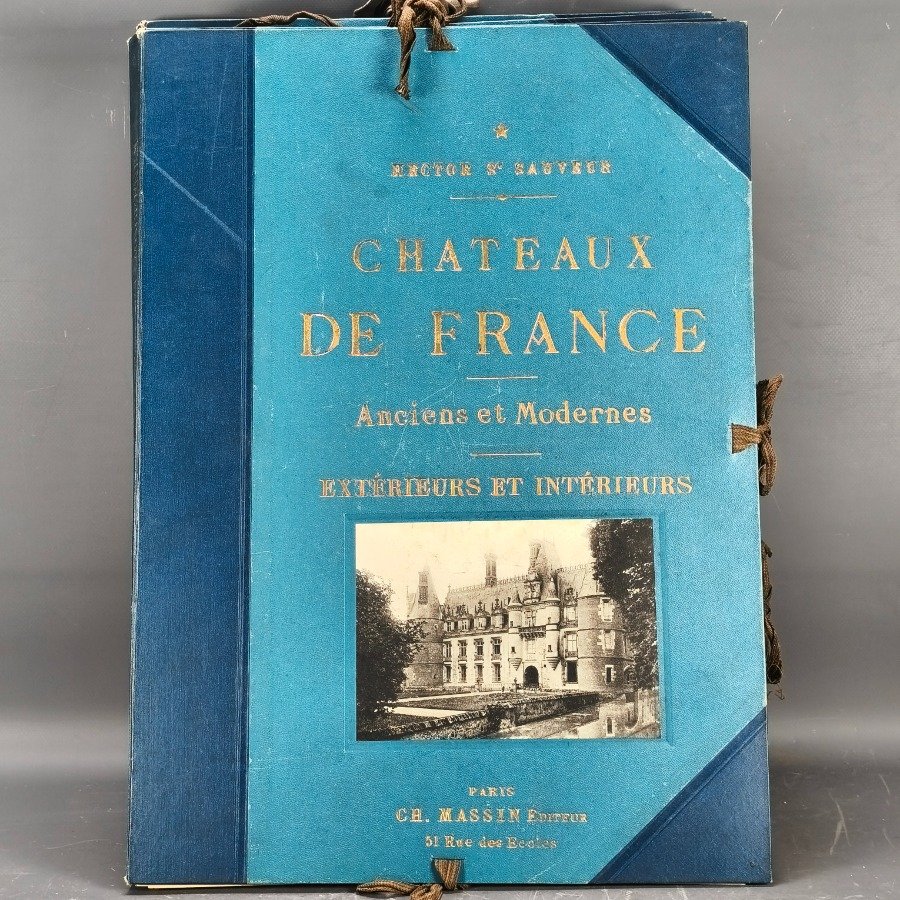 HECTOR St SAUVEUR
CHATEAUX
DE FRANCE
Anciens et Modernes
EXTÉRIEURS ET INTÉRIEURS
PARIS
CH. MASSIN ÉDITEUR
51 Rue des Ecoles